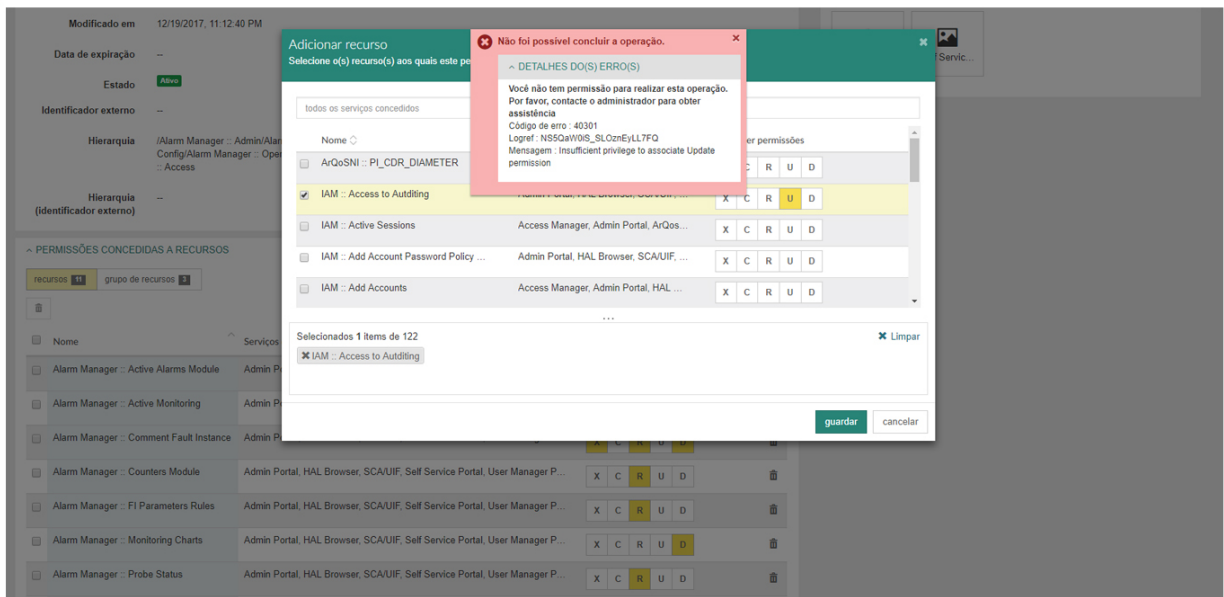 Modificado em 12/19/2017, 11:12:40 PM
Data de expiração --
Estado Ativo
Identificador externo --
Hierarquia /Alarm Manager :: Admin/Alar
Config/Alarm Manager :: Oper
:: Access
Hierarquia --
(identificador externo)
f Servic...
PERMISSÕES CONCEDIDAS A RECURSOS
recursos 11 grupo de recursos 3
Nome Serviços
Alarm Manager :: Active Alarms Module Admin P
Alarm Manager :: Active Monitoring Admin P
Alarm Manager :: Comment Fault Instance Admin P
X C R U D
Alarm Manager :: Counters Module Admin Portal, HAL Browser, SCA/UIF, Self Service Portal, User Manager P... X C R U D
Alarm Manager :: FI Parameters Rules Admin Portal, HAL Browser, SCA/UIF, Self Service Portal, User Manager P... X C R U D
Alarm Manager :: Monitoring Charts Admin Portal, HAL Browser, SCA/UIF, Self Service Portal, User Manager P... X C R U D
Alarm Manager :: Probe Status Admin Portal, HAL Browser, SCA/UIF, Self Service Portal, User Manager P... X C R U D
Adicionar recurso
Selecione o(s) recurso(s) aos quais este pe
todos os serviços concedidos
Nome er permissões
ArQoSNI :: PI_CDR_DIAMETER C R U D
IAM :: Access to Autditing Admin Portal, HAL Browser, SCA/UIF, ... X C R U D
IAM :: Active Sessions Access Manager, Admin Portal, ArQos... X C R U D
IAM :: Add Account Password Policy ... Admin Portal, HAL Browser, SCA/UIF, ... X C R U D
IAM :: Add Accounts Access Manager, Admin Portal, HAL ... X C R U D
...
Selecionados 1 items de 122 Limpar
IAM :: Access to Autditing
guardar cancelar
Não foi possível concluir a operação.
DETALHES DO(S) ERRO(S)
Você não tem permissão para realizar esta operação.
Por favor, contacte o administrador para obter
assistência
Código de erro : 40301
Logref : NS5QaW0iS_SLOznEyLL7FQ
Mensagem : Insufficient privilege to associate Update
permission